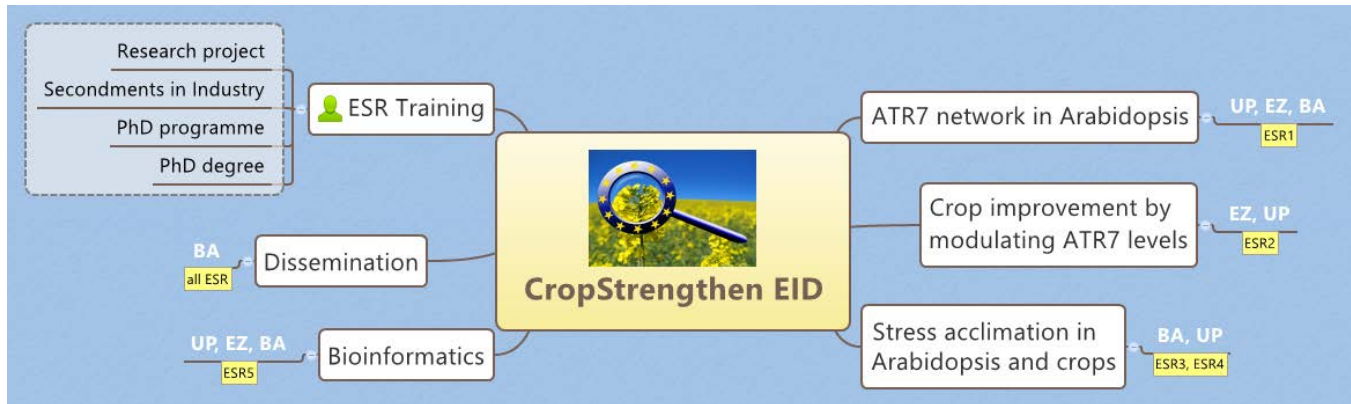 Research project
Secondments in Industry
PhD programme
PhD degree
ESR Training
BA
all ESR
Dissemination
UP, EZ, BA
ESR5
Bioinformatics
CropStrengthen EID
ATR7 network in Arabidopsis
UP, EZ, BA
ESR1
Crop improvement by
modulating ATR7 levels
EZ, UP
ESR2
Stress acclimation in
Arabidopsis and crops
BA, UP
ESR3, ESR4